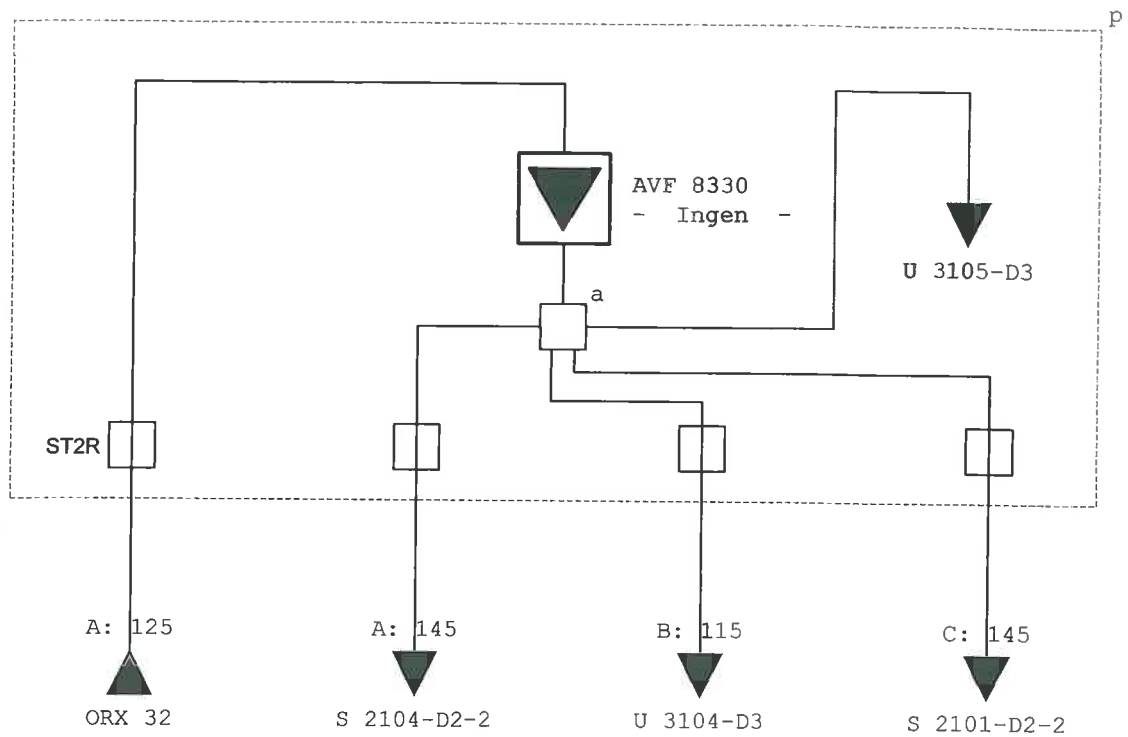 p
AVF 8330
- Ingen -
U 3105-D3
a
ST2R
A: 125
A: 145
B: 115
C: 145
ORX 32
S 2104-D2-2
U 3104-D3
S 2101-D2-2